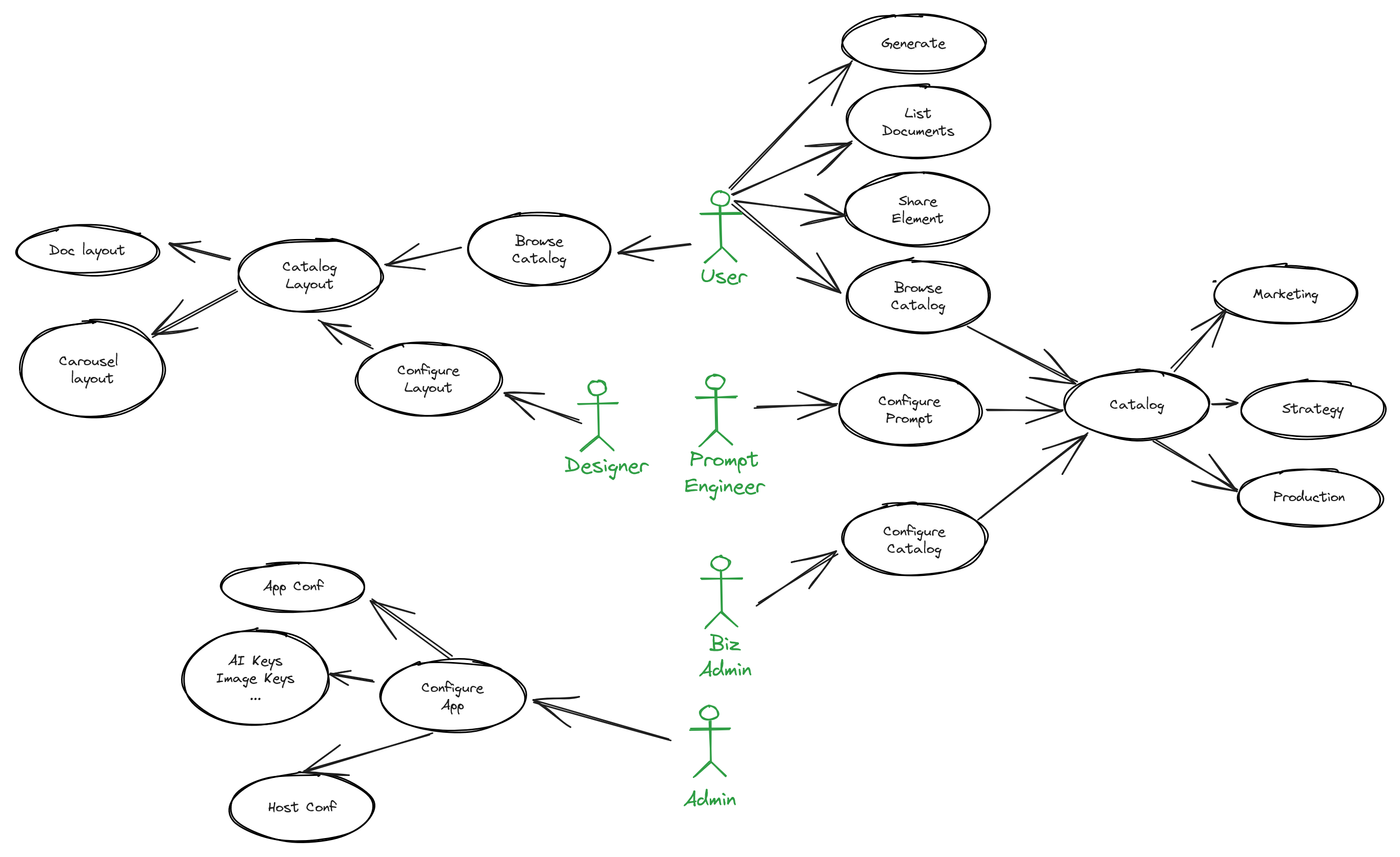 Generate
List
Documents
Share
Element
User
Browse
Catalog
Doc layout
Catalog
Layout
Browse
Catalog
Marketing
Carousel
layout
Configure
Layout
Designer
Prompt
Engineer
Configure
Prompt
Catalog
Strategy
Production
Configure
Catalog
Biz
Admin
App Conf
AI Keys
Image Keys
...
Configure
App
Admin
Host Conf